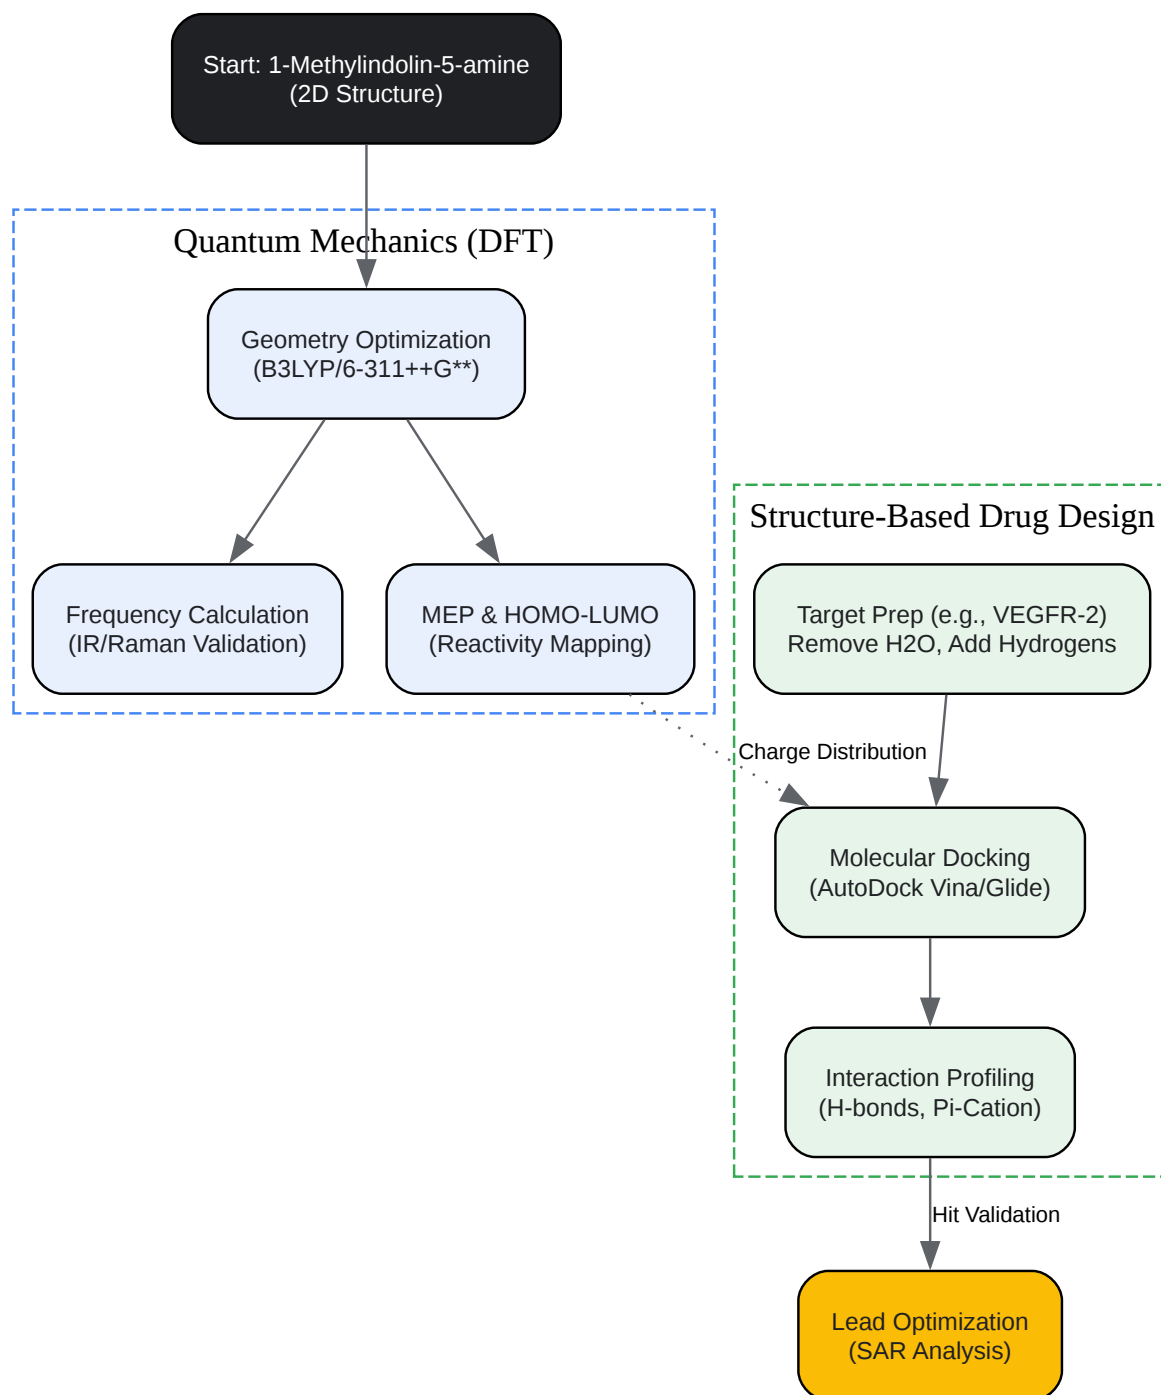 Start: 1-Methylindolin-5-amine
(2D Structure)
Quantum Mechanics (DFT)
Geometry Optimization
(B3LYP/6-311++G**)
Frequency Calculation
(IR/Raman Validation)
MEP & HOMO-LUMO
(Reactivity Mapping)
Structure-Based Drug Design
Target Prep (e.g., VEGFR-2)
Remove H2O, Add Hydrogens
Charge Distribution
Molecular Docking
(AutoDock Vina/Glide)
Interaction Profiling
(H-bonds, Pi-Cation)
Hit Validation
Lead Optimization
(SAR Analysis)